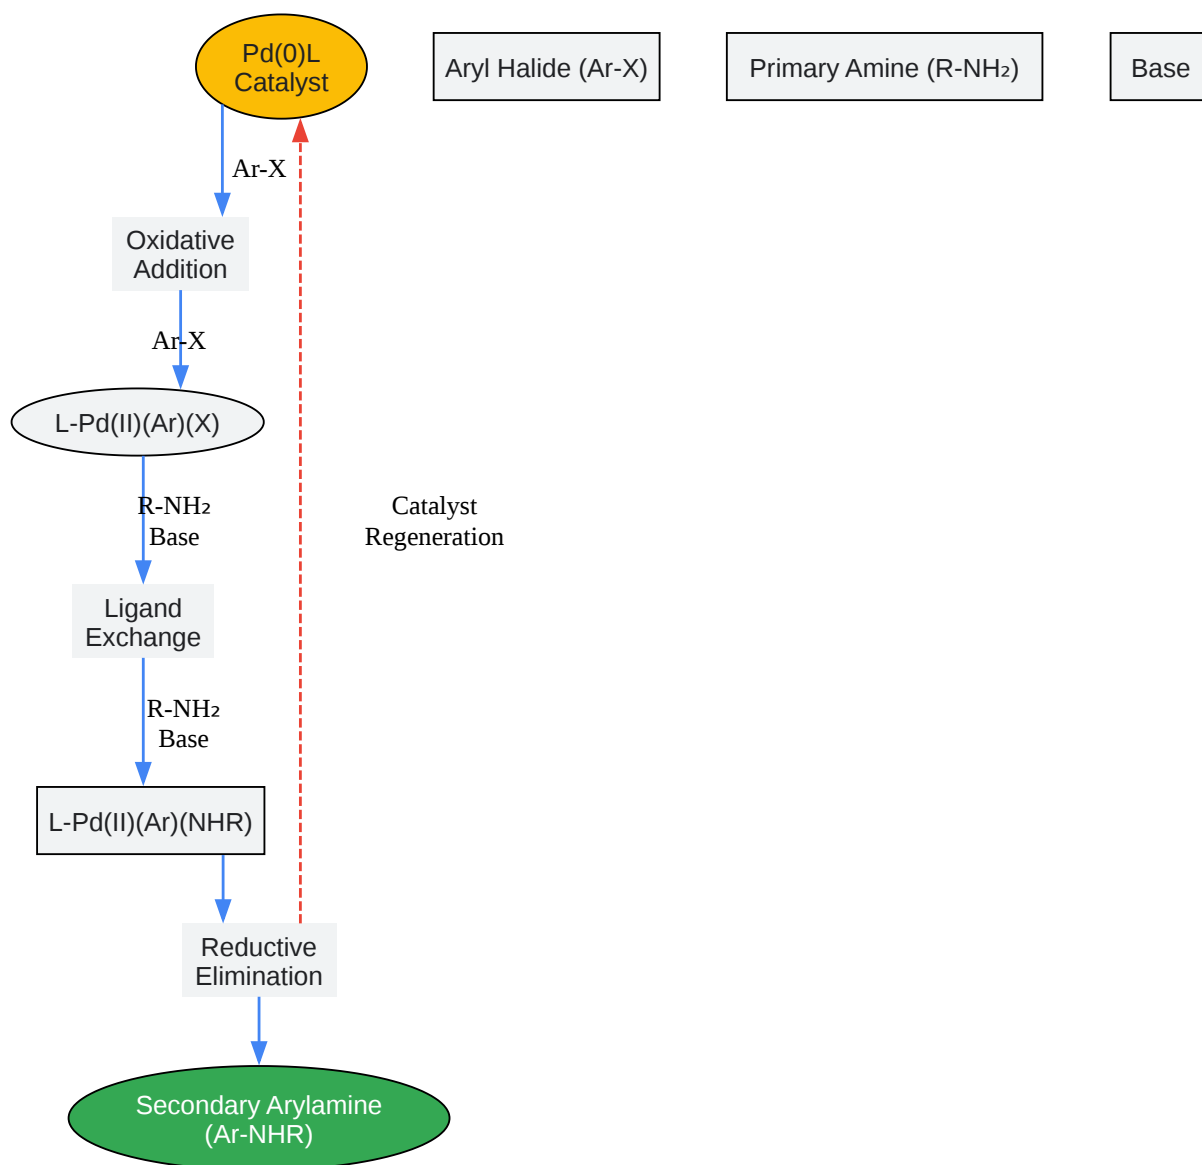 Pd(0)L
Catalyst
Aryl Halide (Ar-X)
Primary Amine (R-NH₂)
Base
Ar-X
Oxidative
Addition
Ar-X
L-Pd(II)(Ar)(X)
R-NH₂
Base
Catalyst
Regeneration
Ligand
Exchange
R-NH₂
Base
L-Pd(II)(Ar)(NHR)
Reductive
Elimination
Secondary Arylamine
(Ar-NHR)